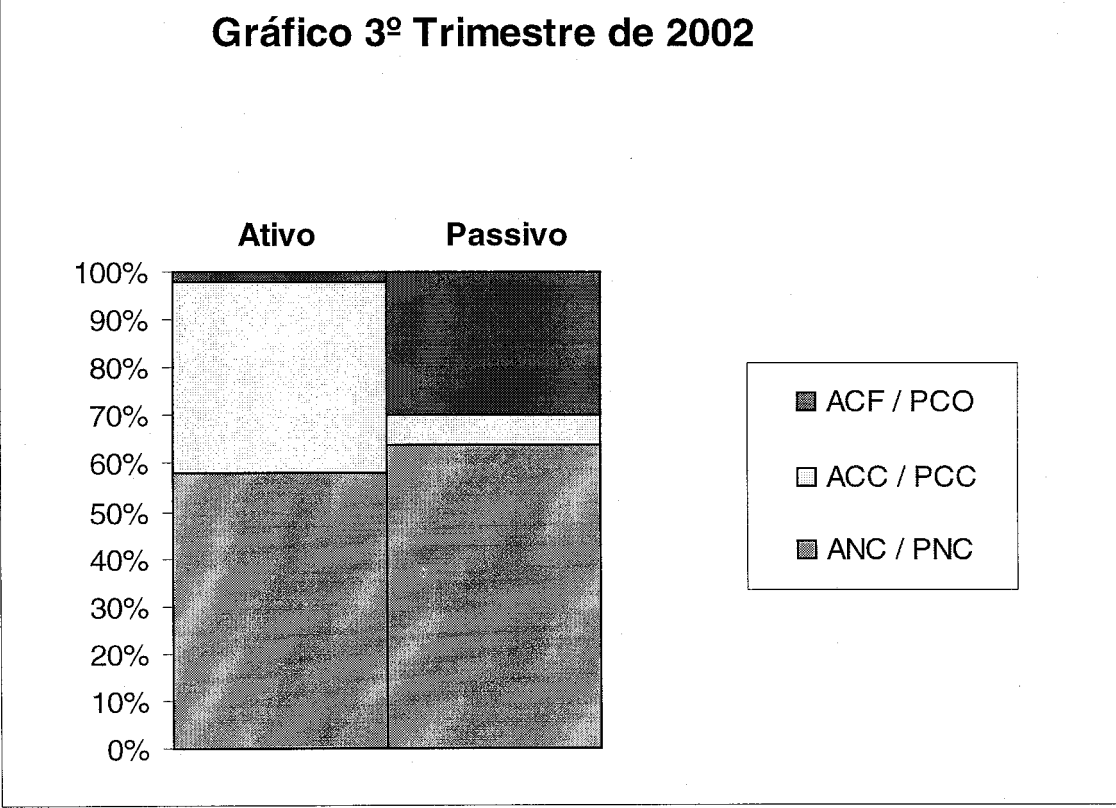 Gráfico 3º Trimestre de 2002
Ativo Passivo
100%
90%
80%
70%
60%
50%
40%
30%
20%
10%
0%
ACF / PCO
ACC / PCC
ANC / PNC